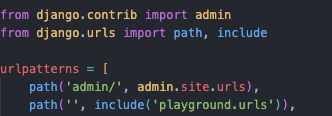 from django.contrib import admin
from django.urls import path, include
urlpatterns = [
    path('admin/', admin.site.urls),
    path('', include('playground.urls')),